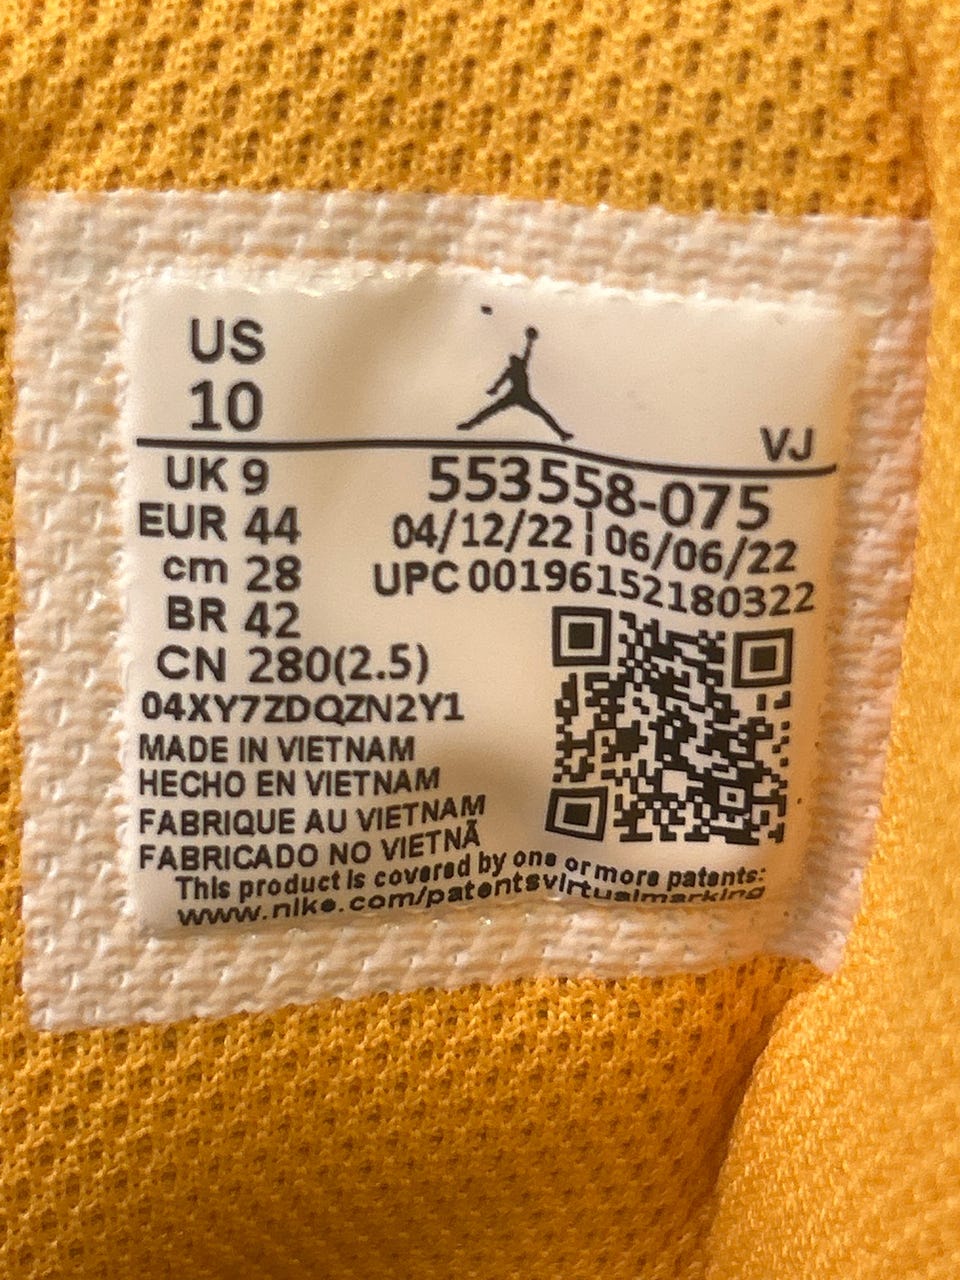 US
10
VJ
UK 9
553558-075
EUR 44
04/12/22 | 06/06/22
cm 28
UPC 00196152180322
BR 42
CN 280(2.5)
04XY7ZDQZN2Y1
MADE IN VIETNAM
HECHO EN VIETNAM
FABRIQUE AU VIETNAM
FABRICADO NO VIETNÃ
This product is covered by one or more patents:
www.nike.com/patentsvirtualmarking